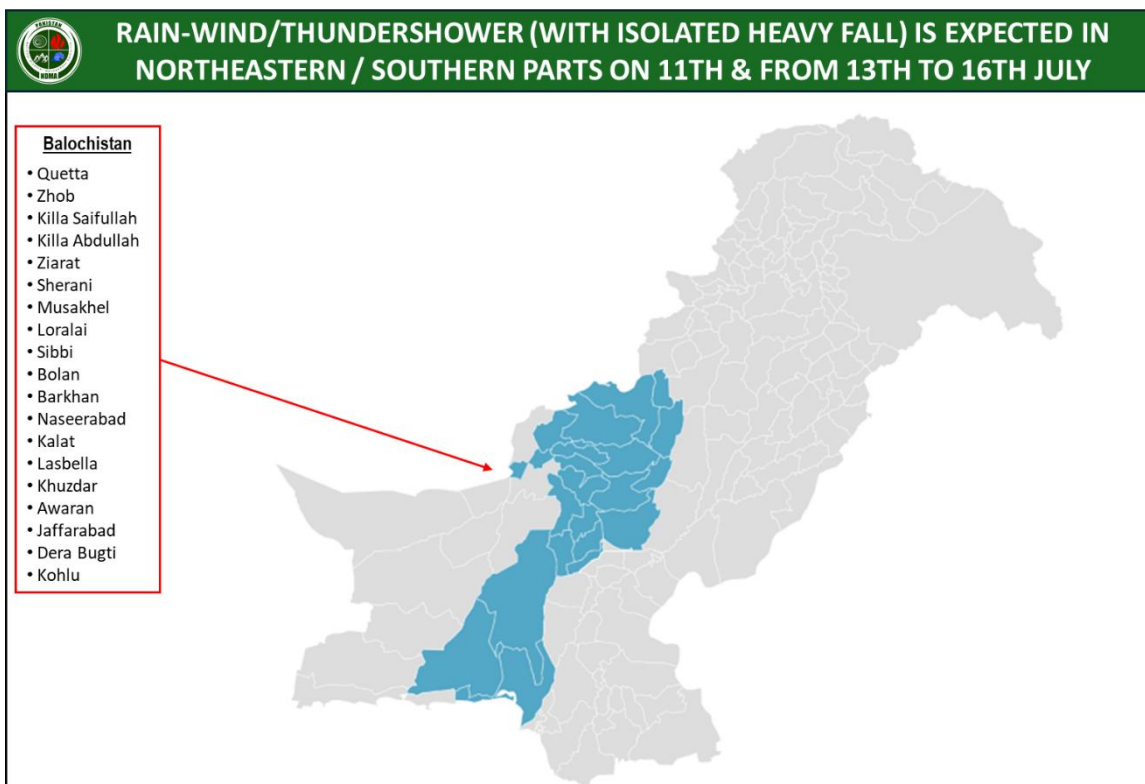 PAKISTAN
NDMA
RAIN-WIND/THUNDERSHOWER (WITH ISOLATED HEAVY FALL) IS EXPECTED IN
NORTHEASTERN / SOUTHERN PARTS ON 11TH & FROM 13TH TO 16TH JULY
Balochistan
• Quetta
• Zhob
• Killa Saifullah
• Killa Abdullah
• Ziarat
• Sherani
• Musakhel
• Loralai
• Sibbi
• Bolan
• Barkhan
• Naseerabad
• Kalat
• Lasbella
• Khuzdar
• Awaran
• Jaffarabad
• Dera Bugti
• Kohlu